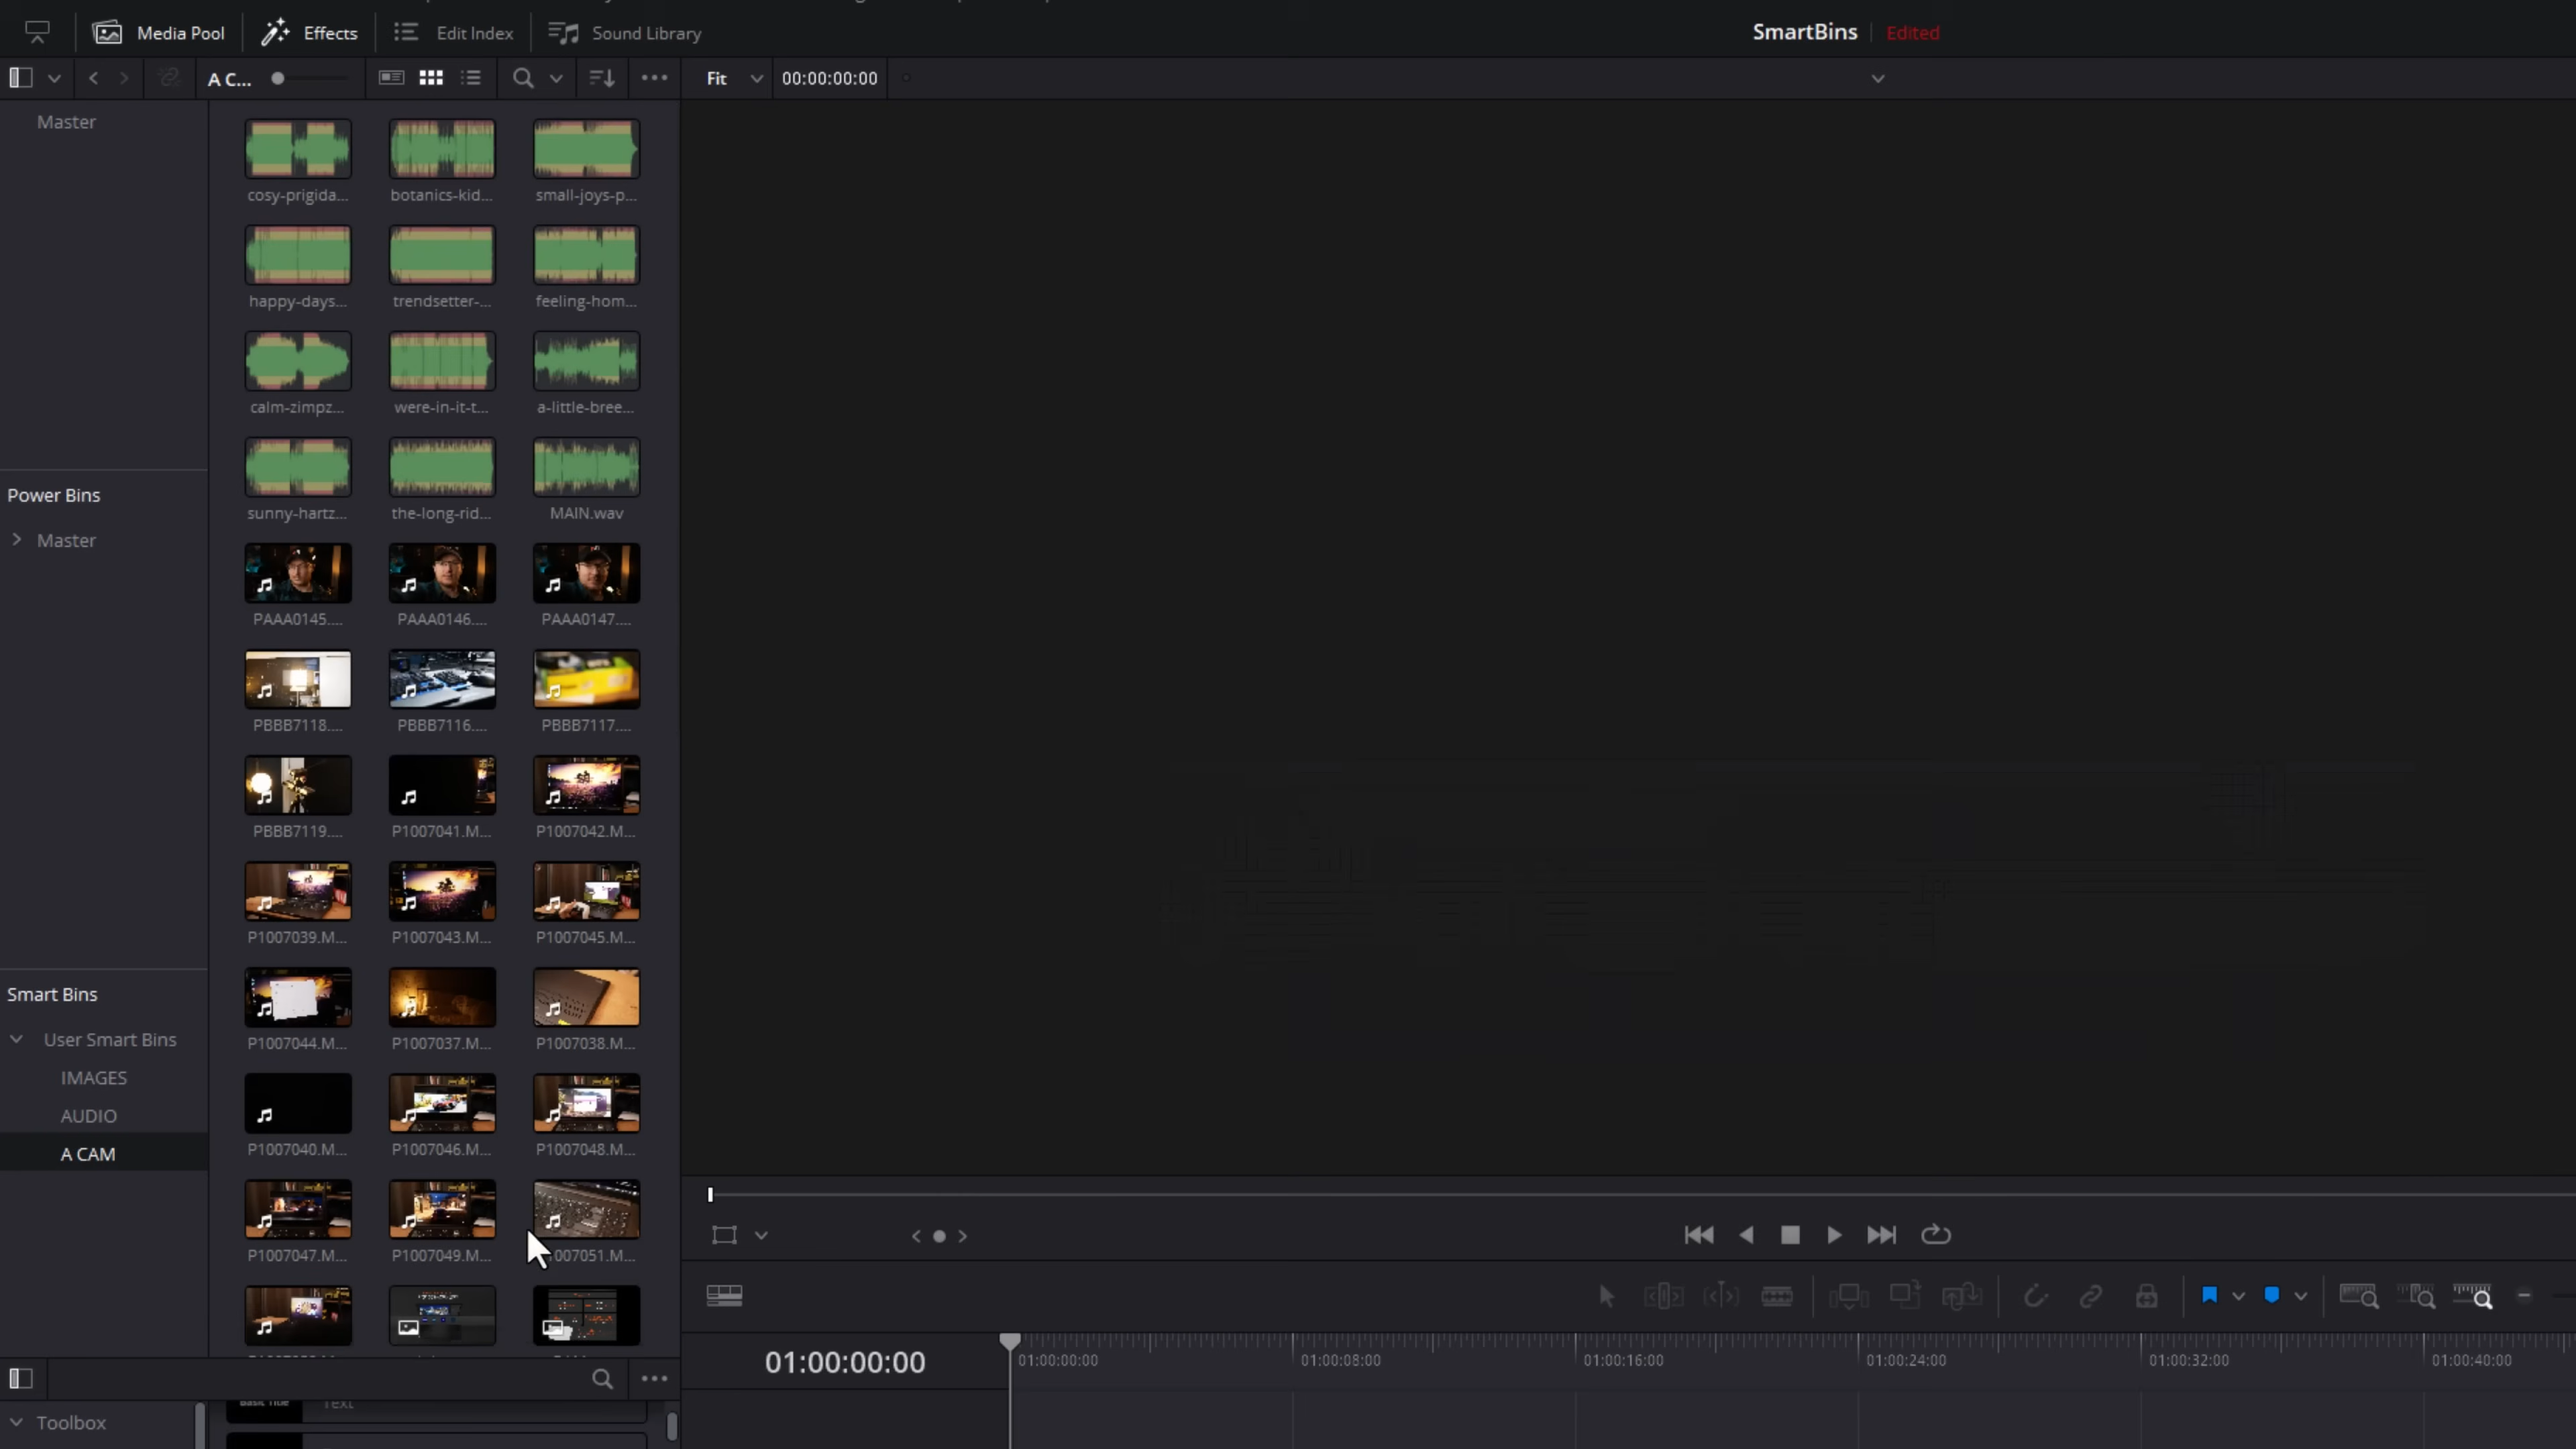 Media Pool Effects Edit Index Sound Library SmartBins Edited
A C... Fit 00:00:00:00
Master
cosy-prigida... botanics-kid... small-joys-p...
happy-days... trendsetter-... feeling-hom...
calm-zimpz... were-in-it-t... a-little-bree...
sunny-hartz... the-long-rid... MAIN.wav
Power Bins
Master
PAAA0145.... PAAA0146.... PAAA0147....
PBBB7118.... PBBB7116.... PBBB7117....
PBBB7119.... P1007041.M... P1007042.M...
P1007039.M... P1007043.M... P1007045.M...
Smart Bins
User Smart Bins
IMAGES
AUDIO
A CAM
P1007044.M... P1007037.M... P1007038.M...
P1007040.M... P1007046.M... P1007048.M...
P1007047.M... P1007049.M... 007051.M...
01:00:00:00
01:00:00:00 01:00:08:00 01:00:16:00 01:00:24:00 01:00:32:00 01:00:40:00
Toolbox
Basic Title Text